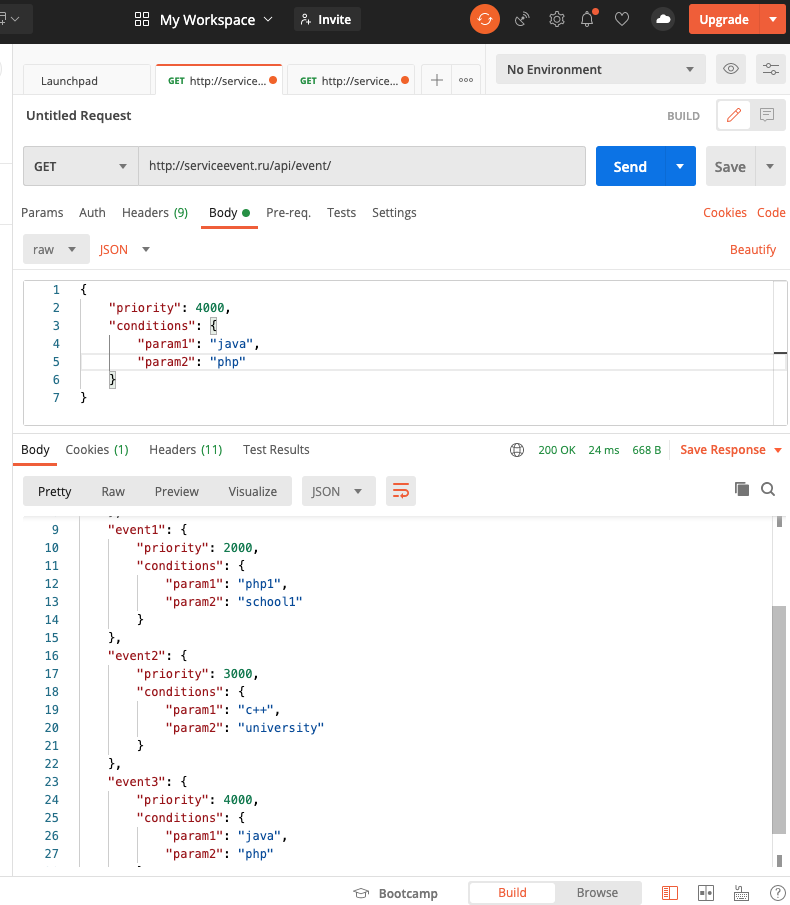 My Workspace
Invite
Upgrade
Launchpad
GET http://service...
GET http://service...
No Environment
Untitled Request
BUILD
GET
http://serviceevent.ru/api/event/
Send
Save
Params
Auth
Headers (9)
Body
Pre-req.
Tests
Settings
Cookies
Code
raw
JSON
Beautify
1 {
2 "priority": 4000,
3 "conditions": {
4 "param1": "java",
5 "param2": "php"
6 }
7 }
Body
Cookies (1)
Headers (11)
Test Results
200 OK
24 ms
668 B
Save Response
Pretty
Raw
Preview
Visualize
JSON
9 "event1": {
10 "priority": 2000,
11 "conditions": {
12 "param1": "php1",
13 "param2": "school1"
14 }
15 },
16 "event2": {
17 "priority": 3000,
18 "conditions": {
19 "param1": "c++",
20 "param2": "university"
21 }
22 },
23 "event3": {
24 "priority": 4000,
25 "conditions": {
26 "param1": "java",
27 "param2": "php"
Bootcamp
Build
Browse